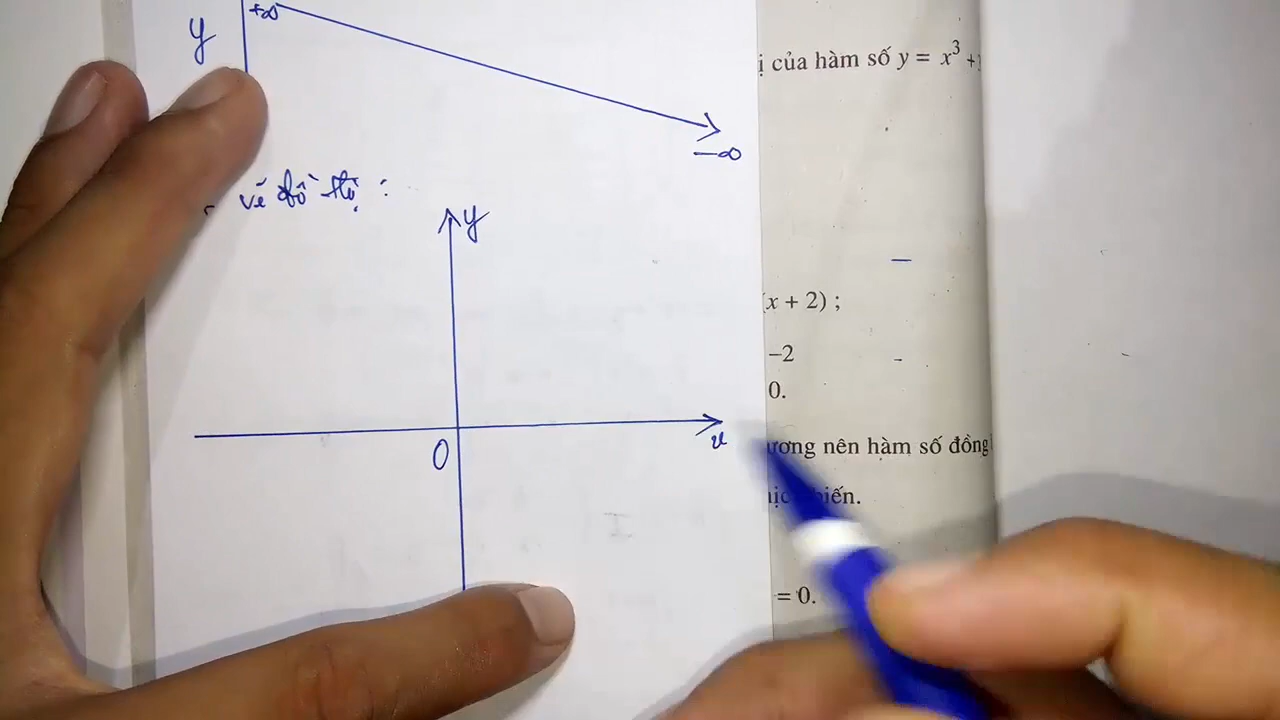 +∞
y
ị của hàm số y = x³ +
−∞
- vẽ đồ thị :
y
(x + 2) ;
−2
0.
x
ương nên hàm số đồng
0
biến.
= 0.